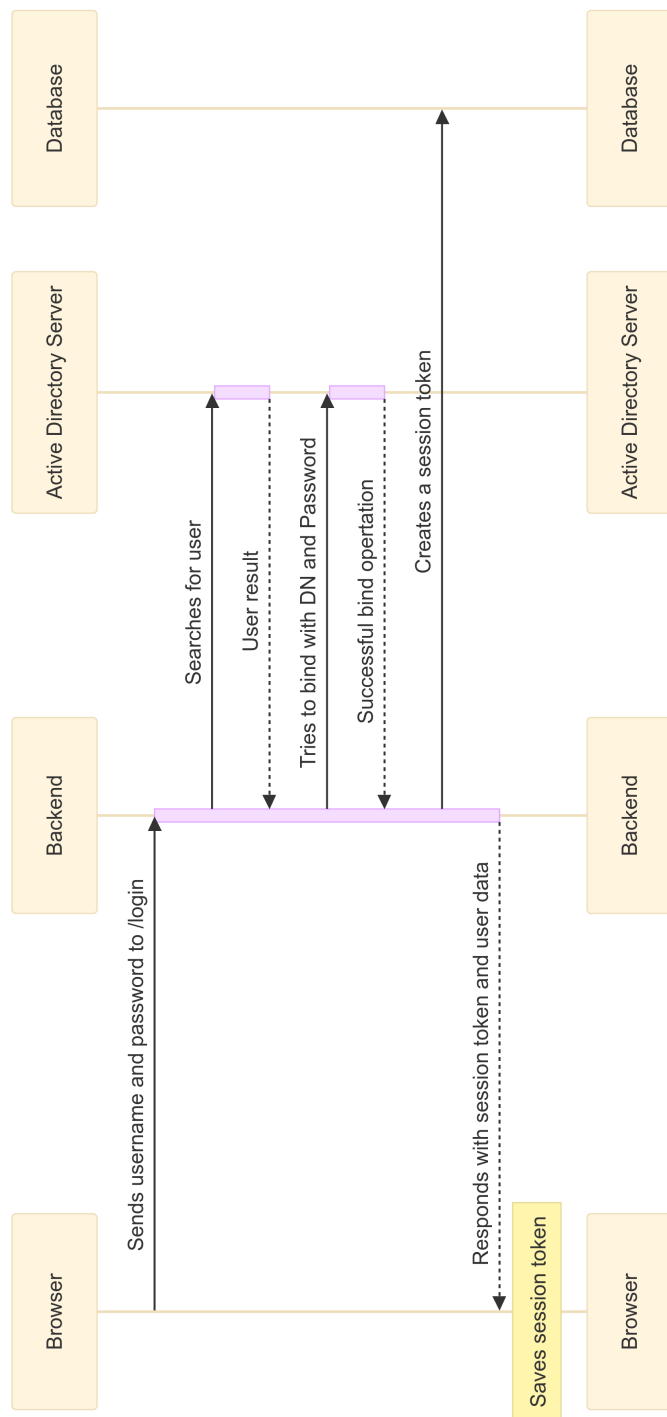 Browser
Backend
Active Directory Server
Database
Sends username and password to /login
Searches for user
User result
Tries to bind with DN and Password
Successful bind opertation
Creates a session token
Responds with session token and user data
Saves session token
Browser
Backend
Active Directory Server
Database